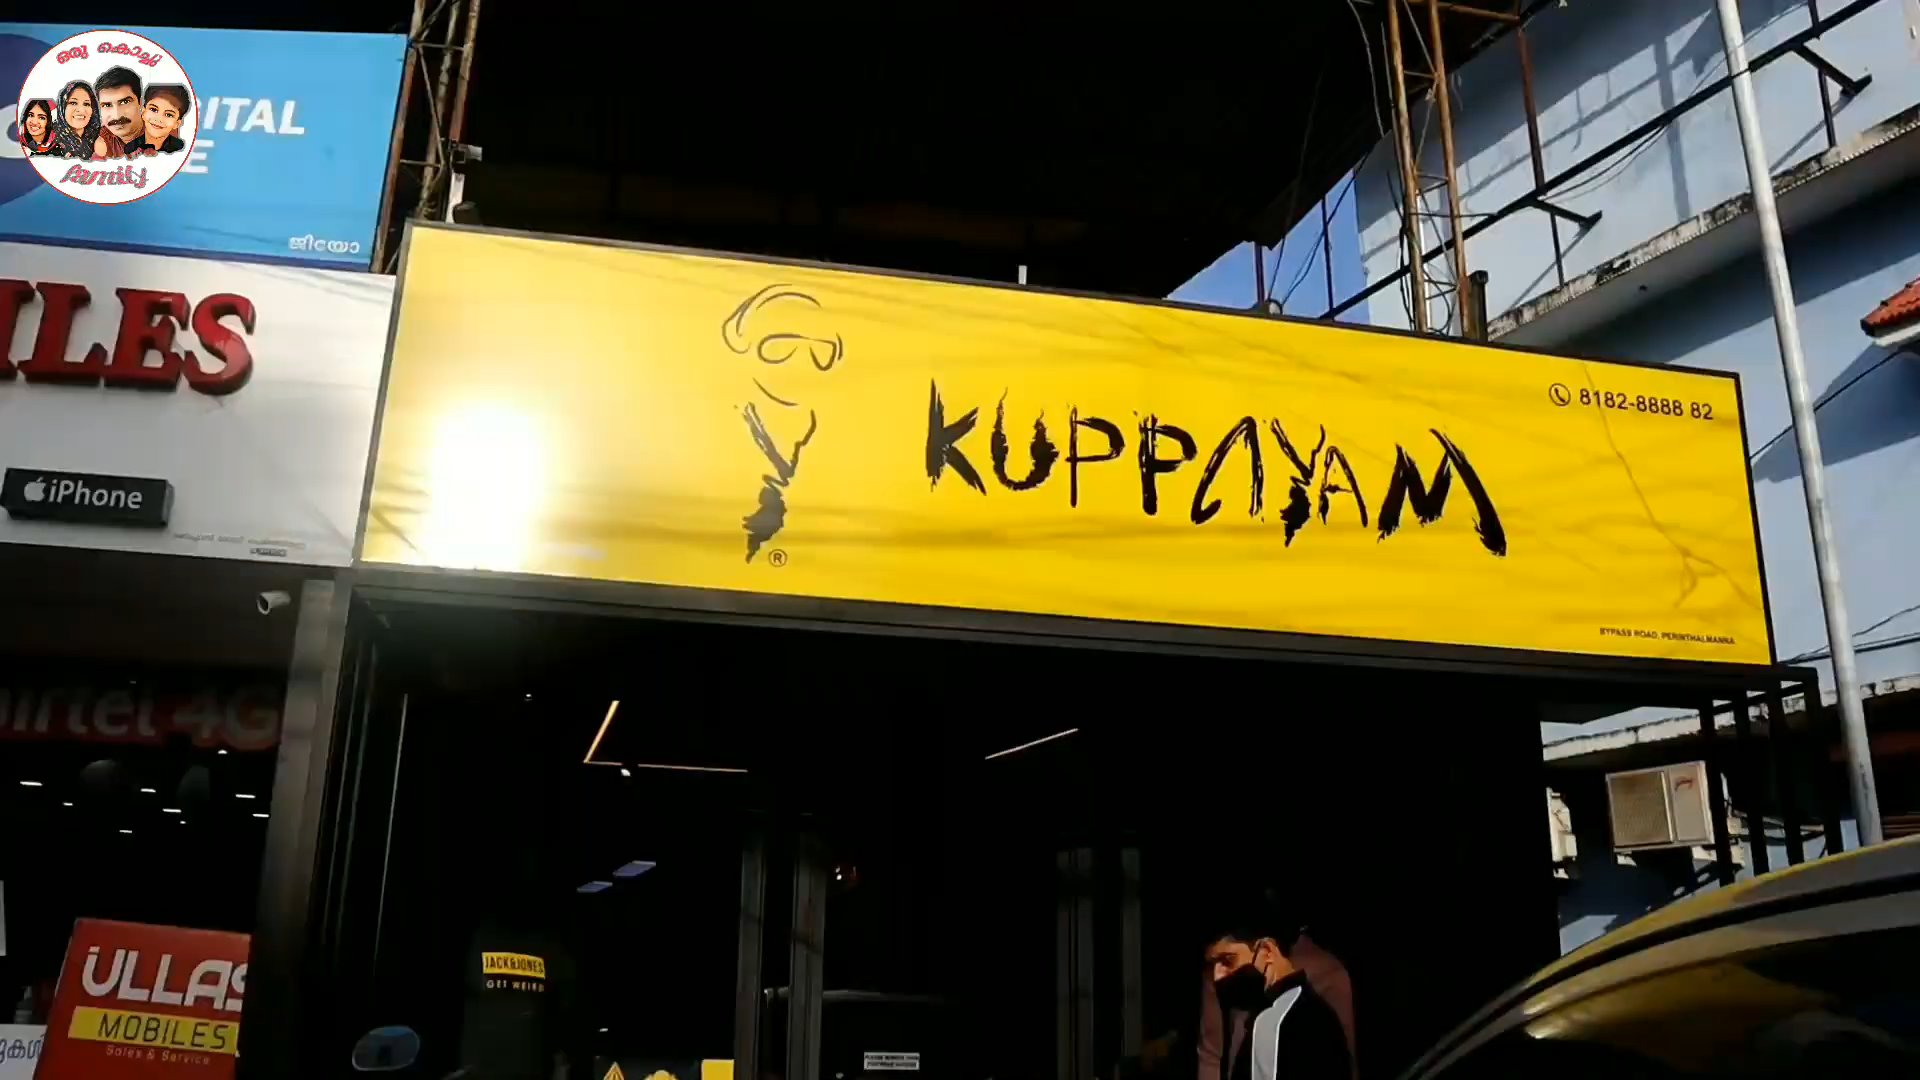 ഒരു കൊച്ചു
family
ITAL
E
ജിയോ
ILES
iPhone
airtel 4G
ULLAS
MOBILES
Sales & Service
KUPPAYAM
®
8182-8888 82
BYPASS ROAD, PERINTHALMANNA
JACK&JONES
GET WEIRD